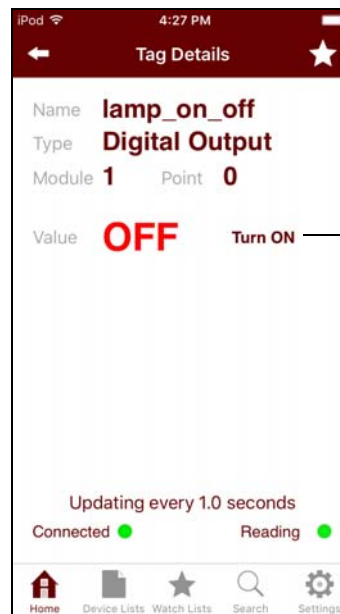 iPod 4:27 PM
Tag Details
Name lamp_on_off
Type Digital Output
Module 1 Point 0
Value OFF Turn ON
Updating every 1.0 seconds
Connected Reading
Home Device Lists Watch Lists Search Settings